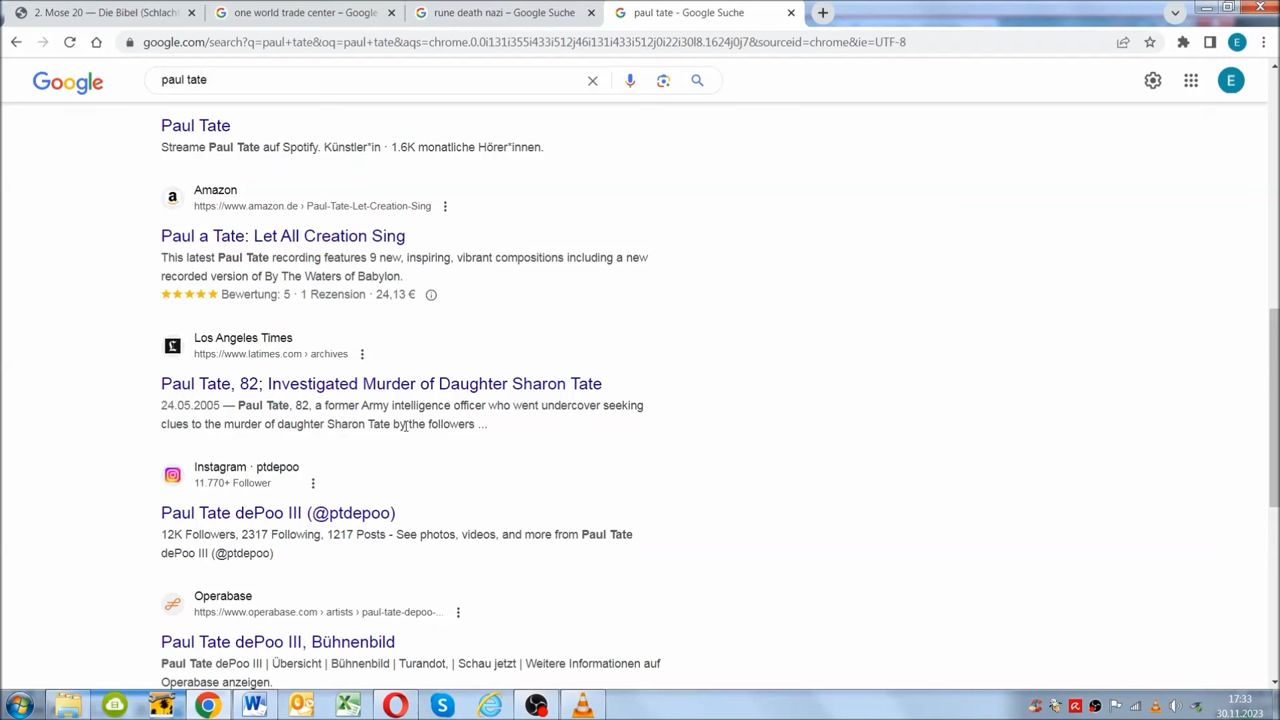 2. Mose 20 — Die Bibel (Schlach
one world trade center – Google
rune death nazi – Google Suche
paul tate - Google Suche
google.com/search?q=paul+tate&oq=paul+tate&aqs=chrome.0.0i131i355i433i512j46i131i433i512j0i22i30l8.1624j0j7&sourceid=chrome&ie=UTF-8
E
Google
paul tate
E
Paul Tate
Streame Paul Tate auf Spotify. Künstler*in · 1.6K monatliche Hörer*innen.
Amazon
https://www.amazon.de › Paul-Tate-Let-Creation-Sing
Paul a Tate: Let All Creation Sing
This latest Paul Tate recording features 9 new, inspiring, vibrant compositions including a new
recorded version of By The Waters of Babylon.
Bewertung: 5 · 1 Rezension · 24,13 €
Los Angeles Times
https://www.latimes.com › archives
Paul Tate, 82; Investigated Murder of Daughter Sharon Tate
24.05.2005 — Paul Tate, 82, a former Army intelligence officer who went undercover seeking
clues to the murder of daughter Sharon Tate by the followers ...
Instagram · ptdepoo
11.770+ Follower
Paul Tate dePoo III (@ptdepoo)
12K Followers, 2317 Following, 1217 Posts - See photos, videos, and more from Paul Tate
dePoo III (@ptdepoo)
Operabase
https://www.operabase.com › artists › paul-tate-depoo-...
Paul Tate dePoo III, Bühnenbild
Paul Tate dePoo III | Übersicht | Bühnenbild | Turandot, | Schau jetzt | Weitere Informationen auf
Operabase anzeigen.
17:33
30.11.2023